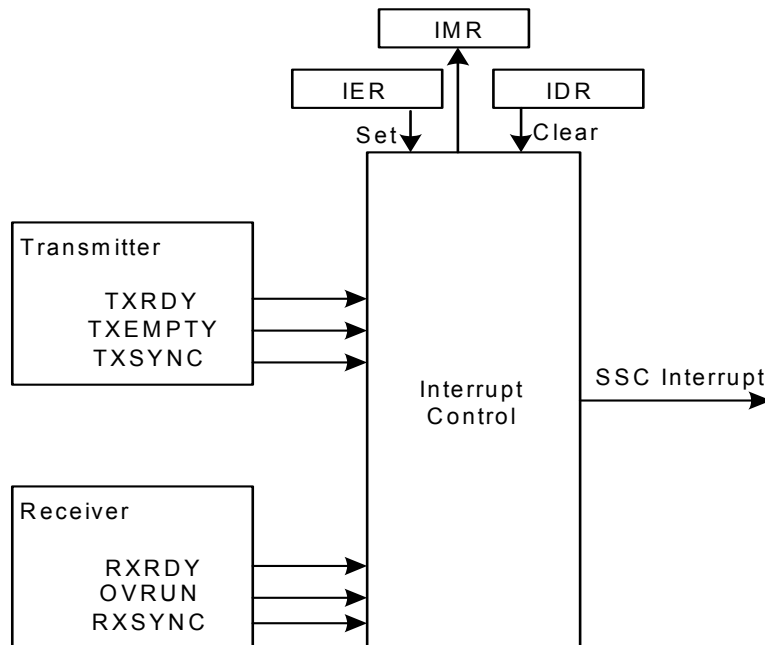 IMR
IER
IDR
Set
Clear
Transmitter
TXRDY
TXEMPTY
TXSYNC
Interrupt
Control
SSC Interrupt
Receiver
RXRDY
OVRUN
RXSYNC